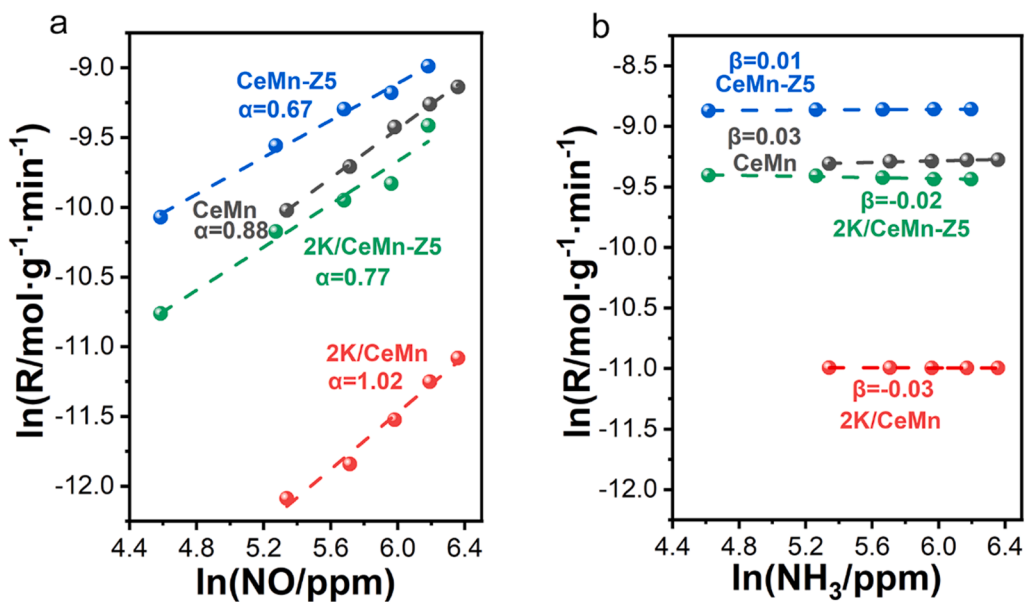 a
ln(R/mol·g⁻¹·min⁻¹)
-9.0
-9.5
-10.0
-10.5
-11.0
-11.5
-12.0
CeMn-Z5
α=0.67
CeMn
α=0.88
2K/CeMn-Z5
α=0.77
2K/CeMn
α=1.02
4.4 5.2 5.6 6.0 6.4
ln(NO/ppm)
b
ln(R/mol·g⁻¹·min⁻¹)
-8.5
-9.0
-9.5
-10.0
-10.5
-11.0
-11.5
-12.0
β=0.01
CeMn-Z5
β=0.03
CeMn
β=-0.02
2K/CeMn-Z5
β=-0.03
2K/CeMn
4.4 4.8 5.2 5.6 6.0 6.4
ln(NH₃/ppm)